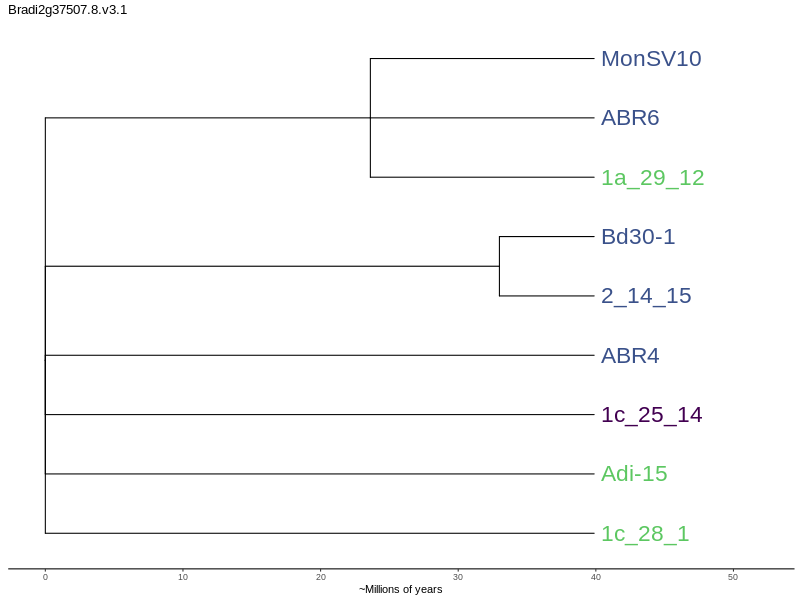 Bradi2g37507.8.v3.1
MonSV10
ABR6
1a_29_12
Bd30-1
2_14_15
ABR4
1c_25_14
Adi-15
1c_28_1
0 10 20 30 40 50
~Millions of years